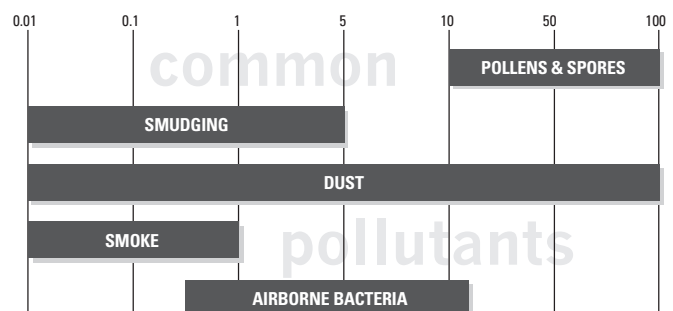 0.01 0.1 1 5 10 50 100
common
POLLENS & SPORES
SMUDGING
DUST
SMOKE
pollutants
AIRBORNE BACTERIA